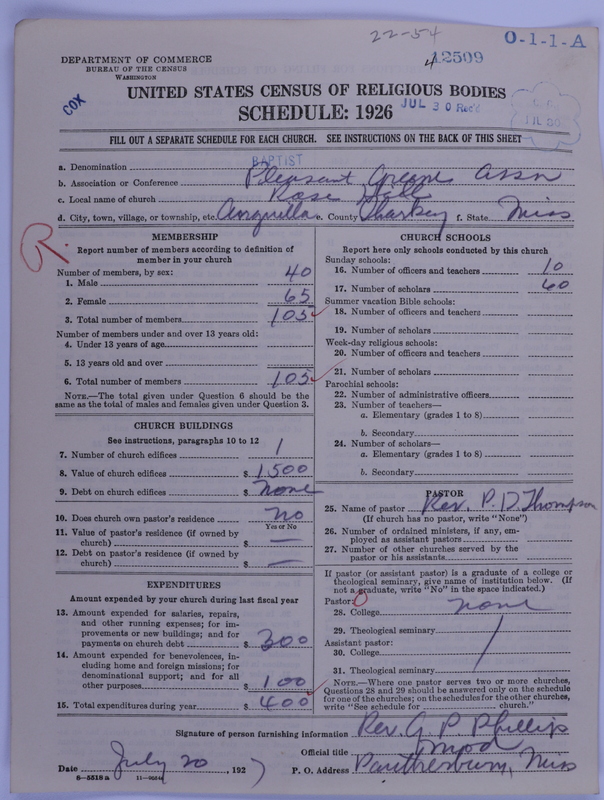 22-54
O-1-1-A
DEPARTMENT OF COMMERCE
BUREAU OF THE CENSUS
WASHINGTON
12509
COX
UNITED STATES CENSUS OF RELIGIOUS BODIES
SCHEDULE: 1926
JUL 30 Rec'd
FILL OUT A SEPARATE SCHEDULE FOR EACH CHURCH. SEE INSTRUCTIONS ON THE BACK OF THIS SHEET
a. Denomination BAPTIST
b. Association or Conference Pleasant Greene Assn
c. Local name of church Rose Hill
d. City, town, village, or township, etc. Anguilla e. County Sharkey f. State Miss
R.
MEMBERSHIP
Report number of members according to definition of
member in your church
Number of members, by sex:
1. Male 40
2. Female 65
3. Total number of members 105
Number of members under and over 13 years old:
4. Under 13 years of age
5. 13 years old and over
6. Total number of members 105
NOTE.—The total given under Question 6 should be the
same as the total of males and females given under Question 3.
CHURCH BUILDINGS
See instructions, paragraphs 10 to 12
7. Number of church edifices 1
8. Value of church edifices $ 1500
9. Debt on church edifices $ none
10. Does church own pastor's residence no
Yes or No
11. Value of pastor's residence (if owned by
church) $ —
12. Debt on pastor's residence (if owned by
church) $ —
EXPENDITURES
Amount expended by your church during last fiscal year
13. Amount expended for salaries, repairs,
and other running expenses; for im-
provements or new buildings; and for
payments on church debt $ 300
14. Amount expended for benevolences, in-
cluding home and foreign missions; for
denominational support; and for all
other purposes $ 100
15. Total expenditures during year $ 400
CHURCH SCHOOLS
Report here only schools conducted by this church
Sunday schools:
16. Number of officers and teachers 10
17. Number of scholars 60
Summer vacation Bible schools:
18. Number of officers and teachers
19. Number of scholars
Week-day religious schools:
20. Number of officers and teachers
21. Number of scholars
Parochial schools:
22. Number of administrative officers
23. Number of teachers—
a. Elementary (grades 1 to 8)
b. Secondary
24. Number of scholars—
a. Elementary (grades 1 to 8)
b. Secondary
PASTOR
25. Name of pastor Rev. P. D. Thompson
(If church has no pastor, write "None")
26. Number of ordained ministers, if any, em-
ployed as assistant pastors
27. Number of other churches served by the
pastor or his assistants
If pastor (or assistant pastor) is a graduate of a college or
theological seminary, give name of institution below. (If
not a graduate, write "No" in the space indicated.)
Pastor: 0
28. College none
29. Theological seminary
Assistant pastor:
30. College
31. Theological seminary
NOTE.—Where one pastor serves two or more churches,
Questions 28 and 29 should be answered only on the schedule
for one of the churches; on the schedules for the other churches,
write "See schedule for church."
Signature of person furnishing information Rev. G. P. Phillip
Official title mod
Date July 20, 1927 P. O. Address Pantherburn, Miss
8-5518a